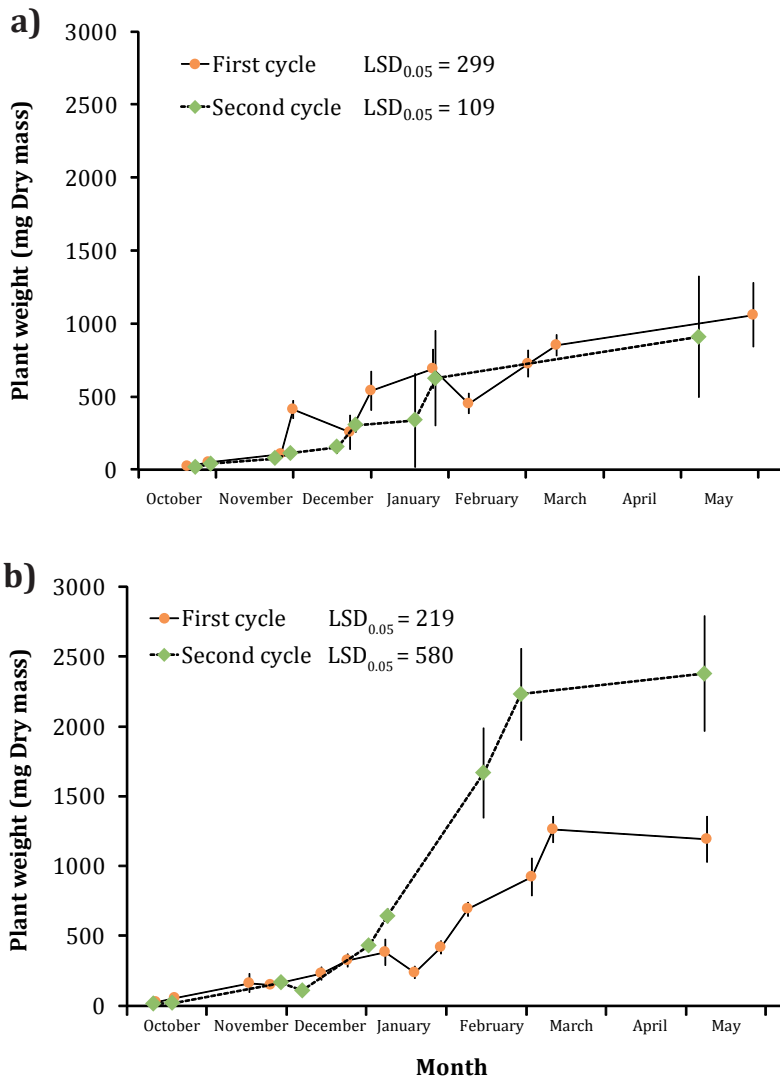 a)
Plant weight (mg Dry mass)
3000
2500
2000
1500
1000
500
0
First cycle LSD0.05 = 299
Second cycle LSD0.05 = 109
October November December January February March April May
b)
Plant weight (mg Dry mass)
3000
2500
2000
1500
1000
500
0
First cycle LSD0.05 = 219
Second cycle LSD0.05 = 580
October November December January February March April May
Month